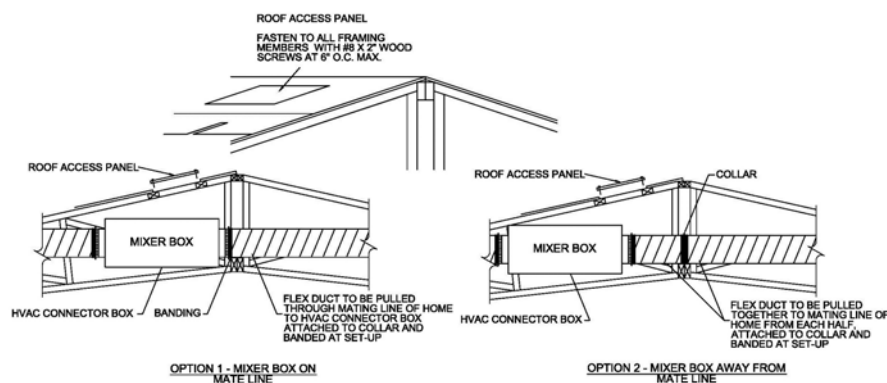 ROOF ACCESS PANEL
FASTEN TO ALL FRAMING
MEMBERS WITH #8 X 2" WOOD
SCREWS AT 6" O.C. MAX.
ROOF ACCESS PANEL
MIXER BOX
HVAC CONNECTOR BOX
BANDING
FLEX DUCT TO BE PULLED
THROUGH MATING LINE OF HOME
TO HVAC CONNECTOR BOX
ATTACHED TO COLLAR AND
BANDED AT SET-UP
OPTION 1 - MIXER BOX ON
MATE LINE
ROOF ACCESS PANEL
COLLAR
MIXER BOX
HVAC CONNECTOR BOX
FLEX DUCT TO BE PULLED
TOGETHER TO MATING LINE OF
HOME FROM EACH HALF,
ATTACHED TO COLLAR AND
BANDED AT SET-UP
OPTION 2 - MIXER BOX AWAY FROM
MATE LINE